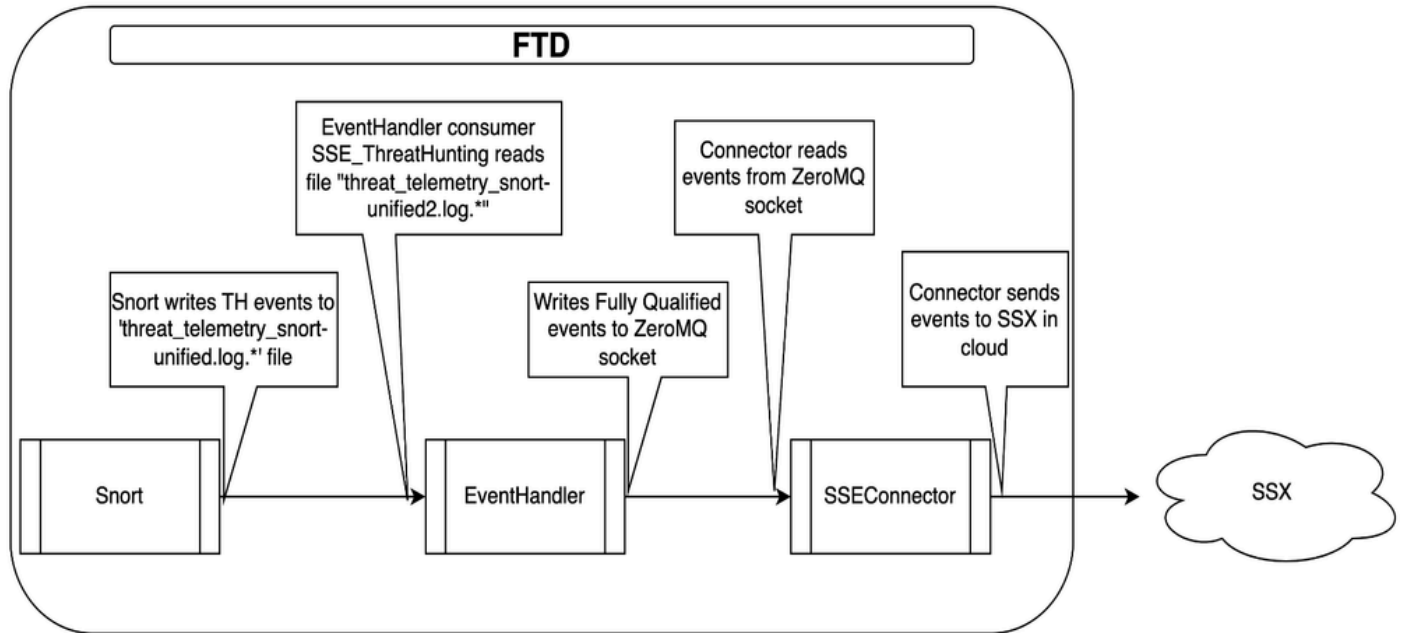 FTD
EventHandler consumer
SSE_ThreatHunting reads
file "threat_telemetry_snort-
unified2.log.*"
Connector reads
events from ZeroMQ
socket
Snort writes TH events to
'threat_telemetry_snort-
unified.log.*' file
Writes Fully Qualified
events to ZeroMQ
socket
Connector sends
events to SSX in
cloud
Snort
EventHandler
SSEConnector
SSX